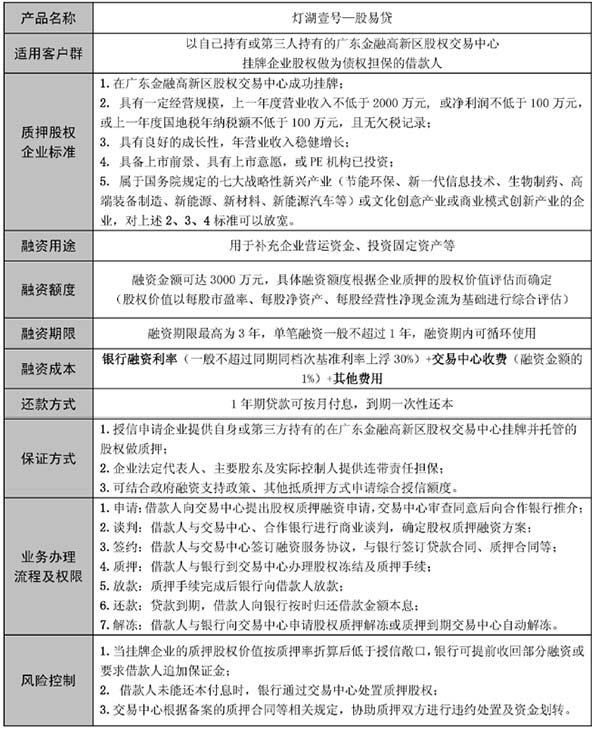 产品名称 灯湖壹号—股易贷
适用客户群
以自己持有或第三人持有的广东金融高新区股权交易中心
挂牌企业股权做为债权担保的借款人
质押股权
企业标准
1.在广东金融高新区股权交易中心成功挂牌；
2. 具有一定经营规模，上一年度营业收入不低于2000万元，或净利润不低于100万元，
或上一年度国地税年纳税额不低于100万元，且无欠税记录；
3. 具有良好的成长性，年营业收入稳健增长；
4. 具备上市前景、具有上市意愿，或PE机构已投资；
5. 属于国务院规定的七大战略性新兴产业（节能环保、新一代信息技术、生物制药、高
端装备制造、新能源、新材料、新能源汽车等）或文化创意产业或商业模式创新产业的企
业，对上述2、3、4标准可以放宽。
融资用途 用于补充企业营运资金、投资固定资产等
融资额度
融资金额可达3000万元，具体融资额度根据企业质押的股权价值评估而确定
（股权价值以每股市盈率、每股净资产、每股经营性净现金流为基础进行综合评估）
融资期限 融资期限最高为3年，单笔融资一般不超过1年，融资期内可循环使用
融资成本
银行融资利率（一般不超过同期同档次基准利率上浮30%）+交易中心收费（融资金额的
1%）+其他费用
还款方式 1年期贷款可按月付息，到期一次性还本
保证方式
1.授信申请企业提供自身或第三方持有的在广东金融高新区股权交易中心挂牌并托管的
股权做质押；
2.企业法定代表人、主要股东及实际控制人提供连带责任担保；
3.可结合政府融资支持政策、其他抵质押方式申请综合授信额度。
业务办理
流程及权限
1.申请：借款人向交易中心提出股权质押融资申请，交易中心审查同意后向合作银行推介；
2.谈判：借款人与交易中心、合作银行进行商业谈判，确定股权质押融资方案；
3.签约：借款人与交易中心签订融资服务协议，与银行签订贷款合同、质押合同等；
4.质押：借款人与银行到交易中心办理股权冻结及质押手续；
5.放款：质押手续完成后银行向借款人放款；
6.还款：贷款到期，借款人向银行按时归还借款金额本息；
7.解冻：借款人与银行向交易中心申请股权质押解冻或质押到期交易中心自动解冻。
风险控制
1.当挂牌企业的质押股权价值按质押率折算后低于授信敞口，银行可提前收回部分融资或
要求借款人追加保证金；
2. 借款人未能还本付息时，银行通过交易中心处置质押股权；
3.交易中心根据备案的质押合同等相关规定，协助质押双方进行违约处置及资金划转。